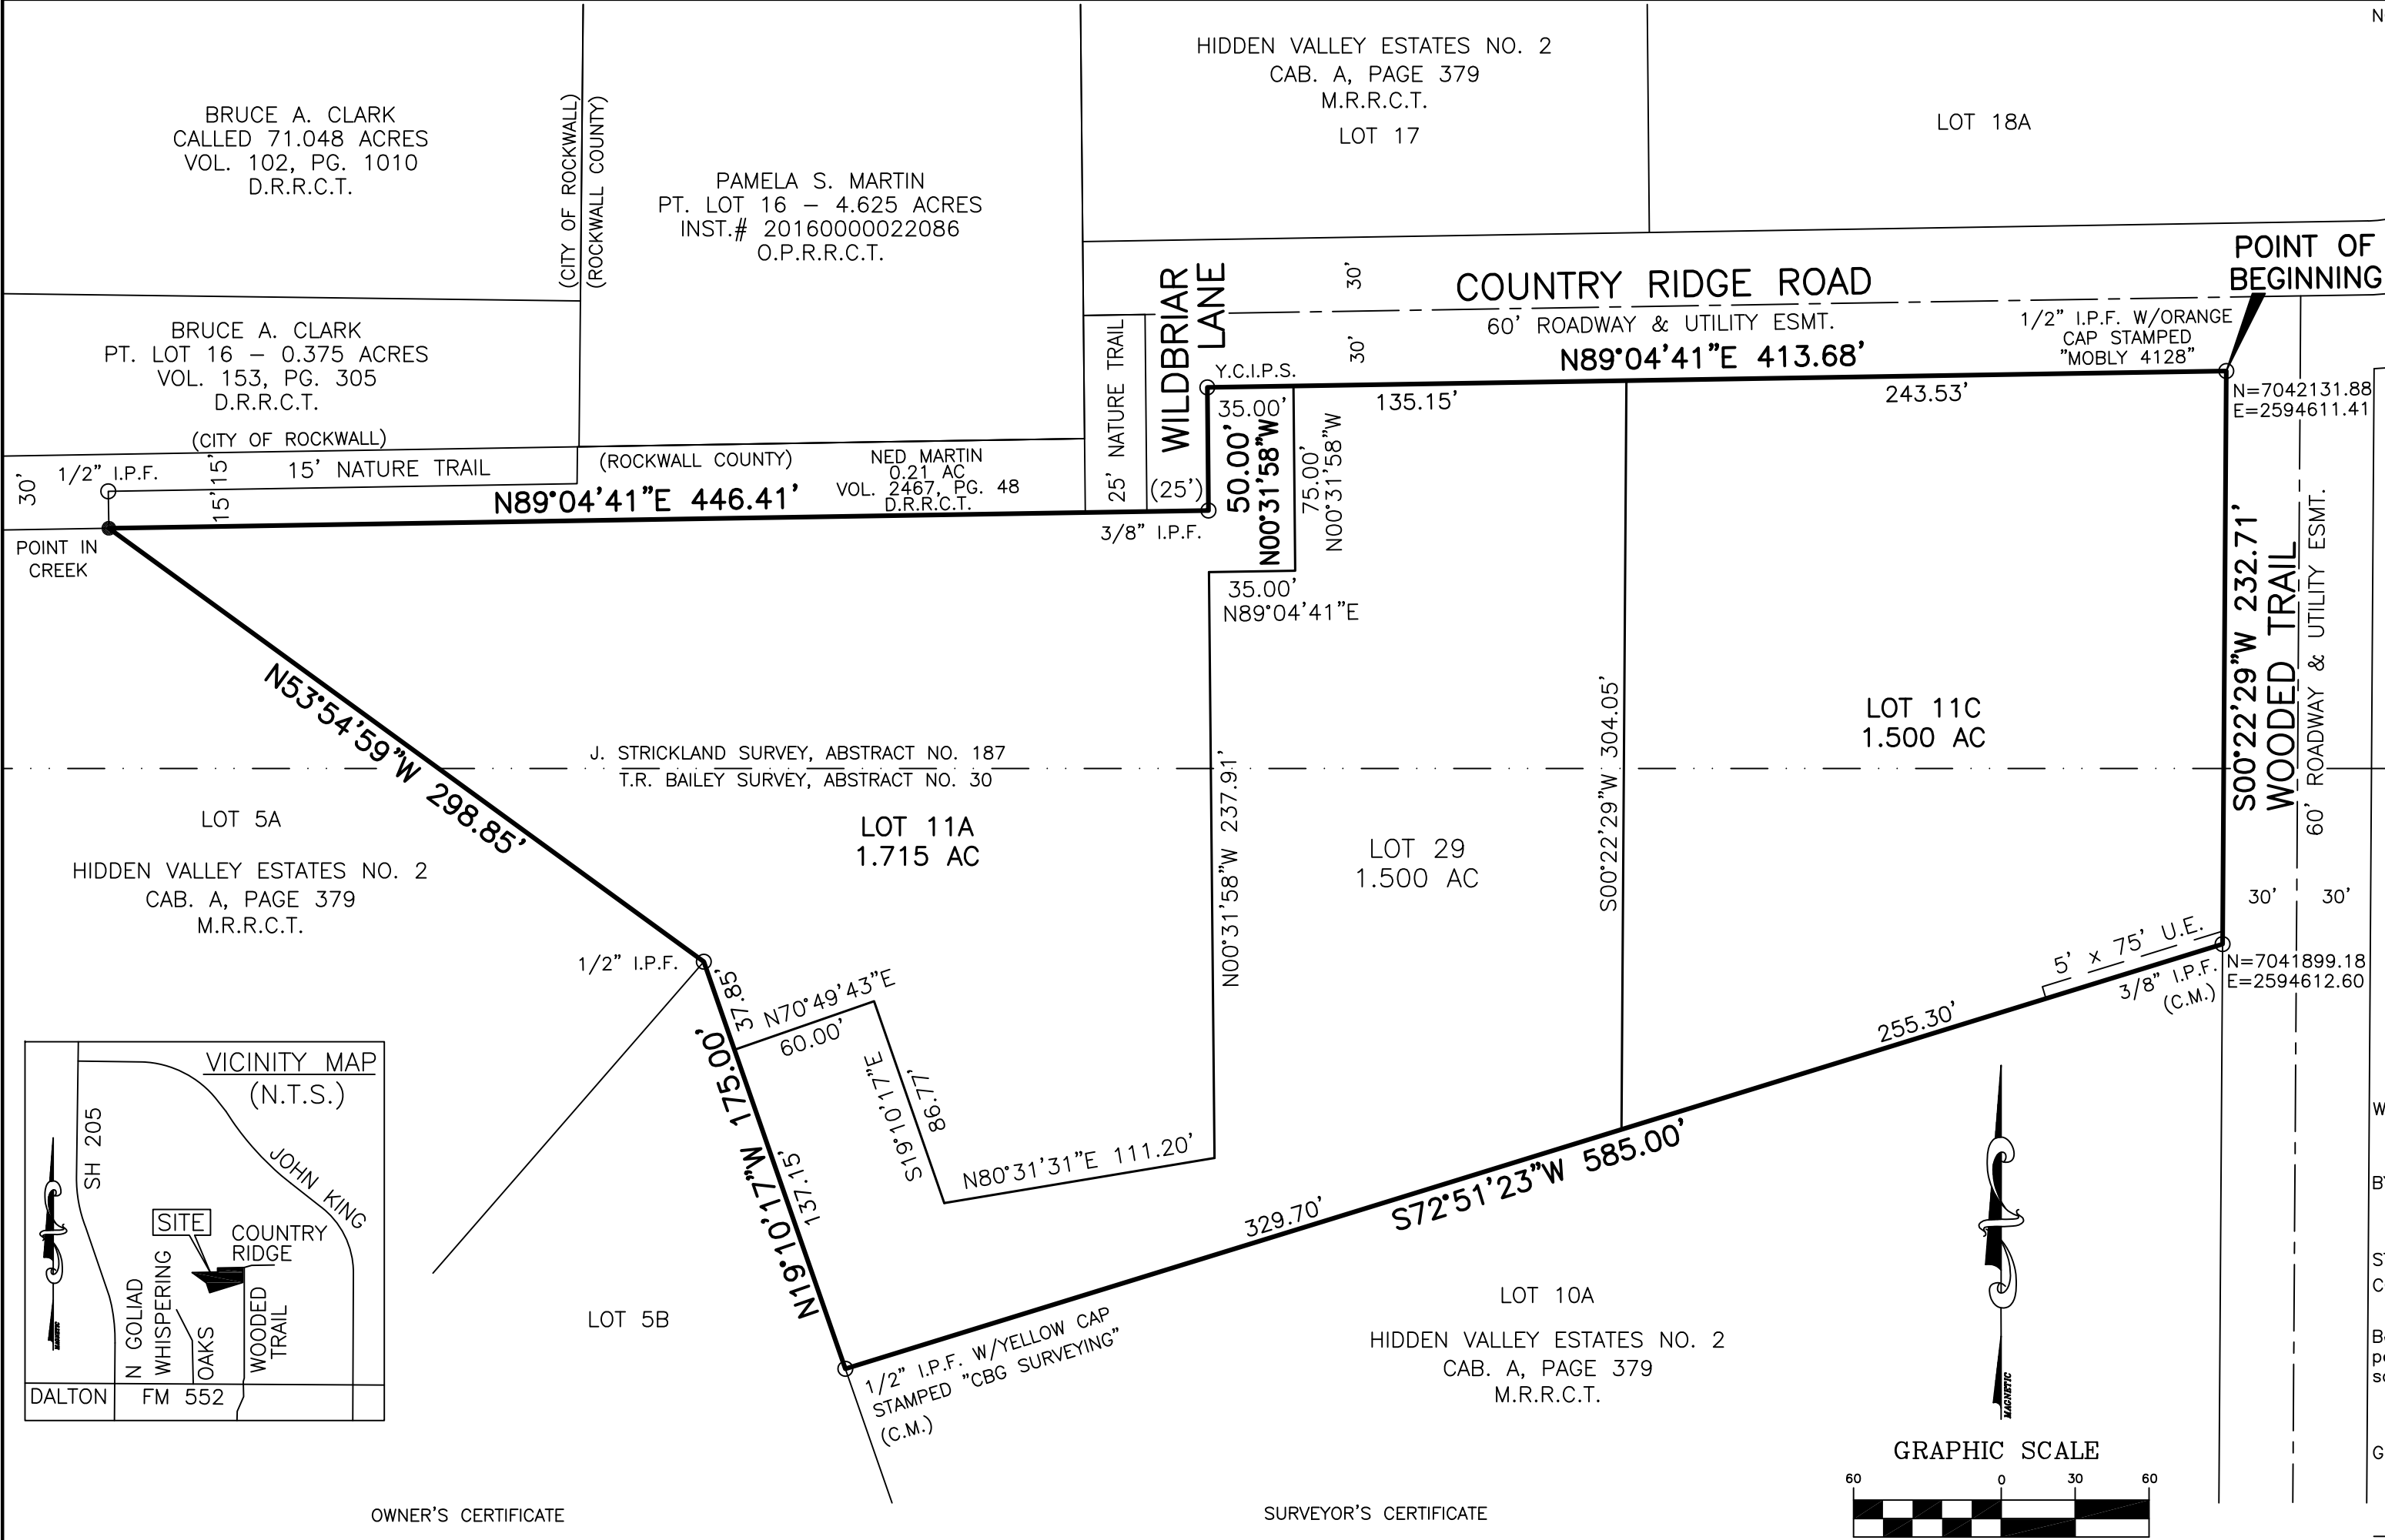 HIDDEN VALLEY ESTATES NO. 2
CAB. A, PAGE 379
M.R.R.C.T.
LOT 17
LOT 18A
BRUCE A. CLARK
CALLED 71.048 ACRES
VOL. 102, PG. 1010
D.R.R.C.T.
(CITY OF ROCKWALL)
(ROCKWALL COUNTY)
PAMELA S. MARTIN
PT. LOT 16 – 4.625 ACRES
INST.# 20160000022086
O.P.R.R.C.T.
BRUCE A. CLARK
PT. LOT 16 – 0.375 ACRES
VOL. 153, PG. 305
D.R.R.C.T.
(CITY OF ROCKWALL)
25' NATURE TRAIL
WILDBRIAR
LANE
(25')
30'
COUNTRY RIDGE ROAD
60' ROADWAY & UTILITY ESMT.
30'
POINT OF
BEGINNING
1/2" I.P.F. W/ORANGE
CAP STAMPED
"MOBLY 4128"
N89°04'41"E 413.68'
Y.C.I.P.S.
35.00'
135.15'
243.53'
N=7042131.88
E=2594611.41
50.00'
N00°31'58"W
75.00'
N00°31'58"W
30'
1/2" I.P.F.
15'
15'
15' NATURE TRAIL
(ROCKWALL COUNTY)
NED MARTIN
0.21 AC
VOL. 2467, PG. 48
D.R.R.C.T.
N89°04'41"E 446.41'
3/8" I.P.F.
POINT IN
CREEK
35.00'
N89°04'41"E
S00°22'29"W 232.71'
WOODED TRAIL
60' ROADWAY & UTILITY ESMT.
N53°54'59"W 298.85'
J. STRICKLAND SURVEY, ABSTRACT NO. 187
T.R. BAILEY SURVEY, ABSTRACT NO. 30
LOT 11C
1.500 AC
LOT 11A
1.715 AC
LOT 29
1.500 AC
N00°31'58"W 237.91'
S00°22'29"W 304.05'
LOT 5A
HIDDEN VALLEY ESTATES NO. 2
CAB. A, PAGE 379
M.R.R.C.T.
30'
30'
5' x 75' U.E.
3/8" I.P.F.
(C.M.)
N=7041899.18
E=2594612.60
1/2" I.P.F.
37.85'
N70°49'43"E
60.00'
S19°10'17"E
86.77'
N80°31'31"E 111.20'
N19°10'17"W 175.00'
137.15'
255.30'
329.70'
S72°51'23"W 585.00'
VICINITY MAP
(N.T.S.)
SH 205
JOHN KING
SITE
COUNTRY
RIDGE
N GOLIAD
WHISPERING
OAKS
WOODED
TRAIL
MAGNETIC
DALTON
FM 552
LOT 5B
1/2" I.P.F. W/YELLOW CAP
STAMPED "CBG SURVEYING"
(C.M.)
LOT 10A
HIDDEN VALLEY ESTATES NO. 2
CAB. A, PAGE 379
M.R.R.C.T.
MAGNETIC
GRAPHIC SCALE
60 0 30 60
OWNER'S CERTIFICATE
SURVEYOR'S CERTIFICATE